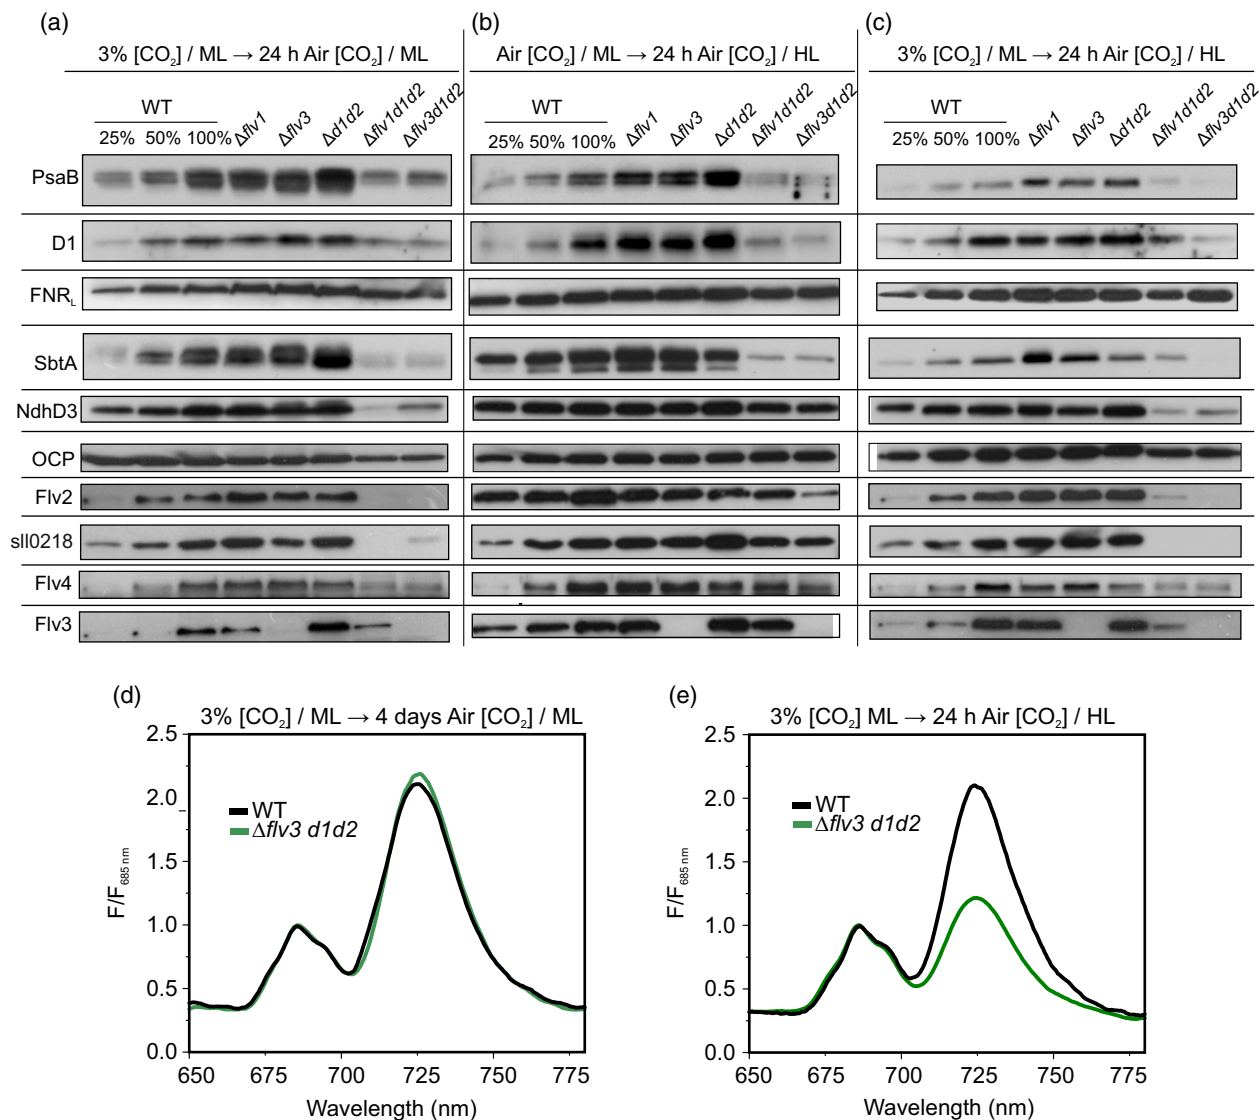 (a)
(b)
(c)
3% [CO₂] / ML → 24 h Air [CO₂] / ML
Air [CO₂] / ML → 24 h Air [CO₂] / HL
3% [CO₂] / ML → 24 h Air [CO₂] / HL
WT
25% 50% 100% Δflv1 Δflv3 Δd1d2 Δflv1d1d2 Δflv3d1d2
WT
25% 50% 100% Δflv1 Δflv3 Δd1d2 Δflv1d1d2 Δflv3d1d2
WT
25% 50% 100% Δflv1 Δflv3 Δd1d2 Δflv1d1d2 Δflv3d1d2
PsaB
D1
FNR_L
SbtA
NdhD3
OCP
Flv2
sll0218
Flv4
Flv3
(d)
3% [CO₂] / ML → 4 days Air [CO₂] / ML
2.5
2.0
1.5
1.0
0.5
0.0
F/F685 nm
WT
Δflv3 d1d2
650 675 700 725 750 775
Wavelength (nm)
(e)
3% [CO₂] ML → 24 h Air [CO₂] / HL
2.5
2.0
1.5
1.0
0.5
0.0
F/F685 nm
WT
Δflv3 d1d2
650 675 700 725 750 775
Wavelength (nm)